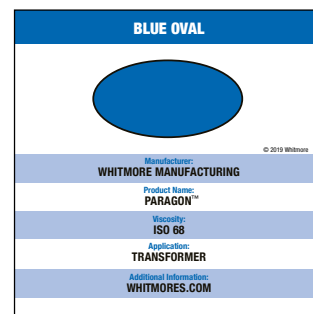 BLUE OVAL
© 2019 Whitmore
Manufacturer:
WHITMORE MANUFACTURING
Product Name:
PARAGON™
Viscosity:
ISO 68
Application:
TRANSFORMER
Additional Information:
WHITMORES.COM